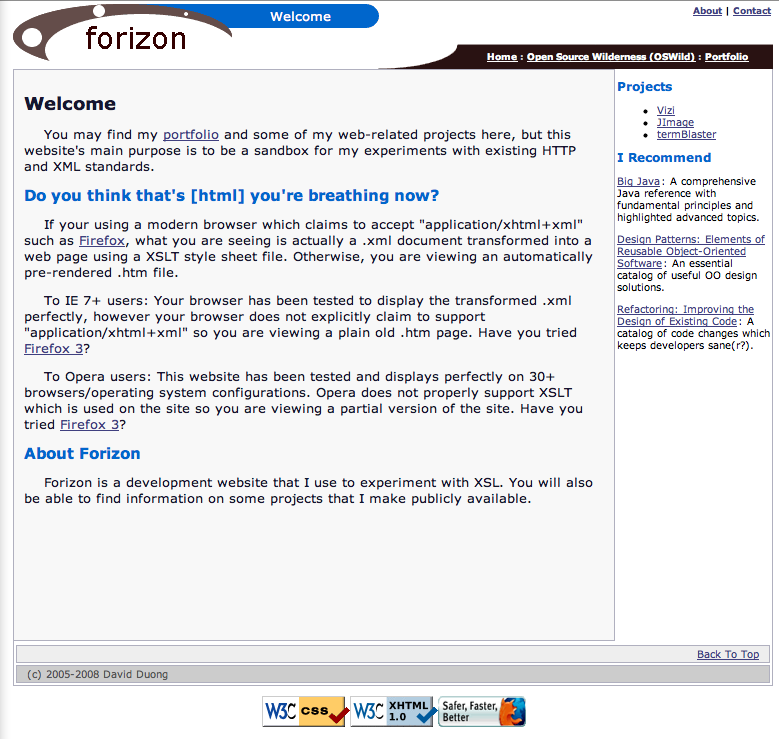 Welcome
About | Contact
forizon
Home : Open Source Wilderness (OSWild) : Portfolio
Welcome
You may find my portfolio and some of my web-related projects here, but this
website's main purpose is to be a sandbox for my experiments with existing HTTP
and XML standards.
Do you think that's [html] you're breathing now?
If your using a modern browser which claims to accept "application/xhtml+xml"
such as Firefox, what you are seeing is actually a .xml document transformed into a
web page using a XSLT style sheet file. Otherwise, you are viewing an automatically
pre-rendered .htm file.
To IE 7+ users: Your browser has been tested to display the transformed .xml
perfectly, however your browser does not explicitly claim to support
"application/xhtml+xml" so you are viewing a plain old .htm page. Have you tried
Firefox 3?
To Opera users: This website has been tested and displays perfectly on 30+
browsers/operating system configurations. Opera does not properly support XSLT
which is used on the site so you are viewing a partial version of the site. Have you
tried Firefox 3?
About Forizon
Forizon is a development website that I use to experiment with XSL. You will also
be able to find information on some projects that I make publicly available.
Projects
Vizi
JImage
termBlaster
I Recommend
Big Java: A comprehensive
Java reference with
fundamental principles and
highlighted advanced topics.
Design Patterns: Elements of
Reusable Object-Oriented
Software: An essential
catalog of useful OO design
solutions.
Refactoring: Improving the
Design of Existing Code: A
catalog of code changes which
keeps developers sane(r?).
Back To Top
(c) 2005-2008 David Duong
W3C css
W3C XHTML
1.0
Safer, Faster,
Better